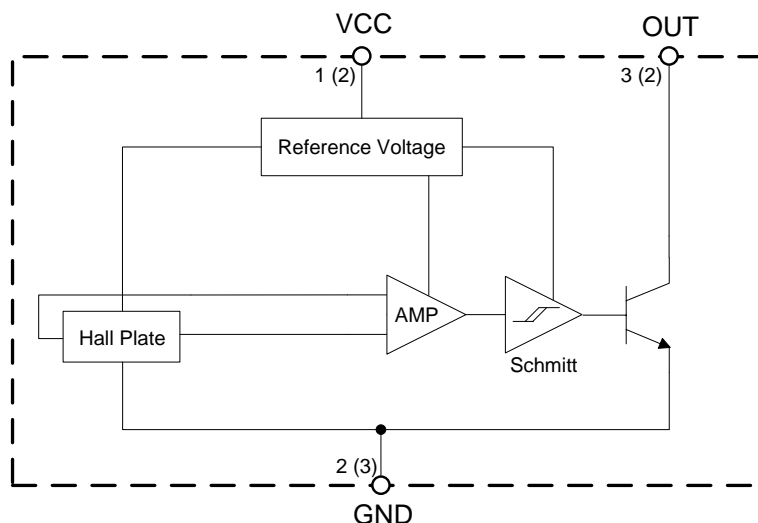 VCC
OUT
1 (2)
3 (2)
Reference Voltage
AMP
Hall Plate
Schmitt
2 (3)
GND